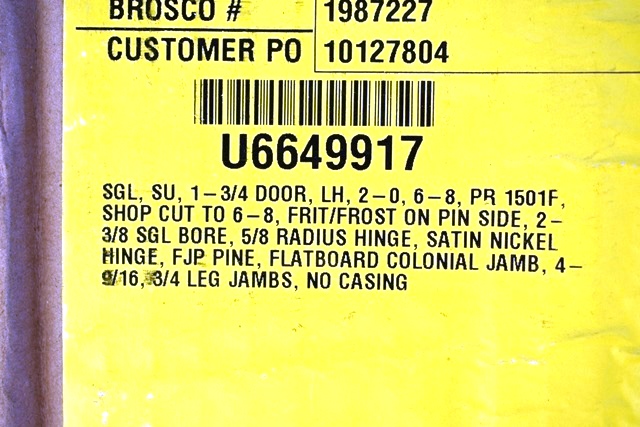 BROSCO # 1987227
CUSTOMER PO 10127804
U6649917
SGL, SU, 1-3/4 DOOR, LH, 2-0, 6-8, PR 1501F,
SHOP CUT TO 6-8, FRIT/FROST ON PIN SIDE, 2-
3/8 SGL BORE, 5/8 RADIUS HINGE, SATIN NICKEL
HINGE, FJP PINE, FLATBOARD COLONIAL JAMB, 4-
9/16, 3/4 LEG JAMBS, NO CASING